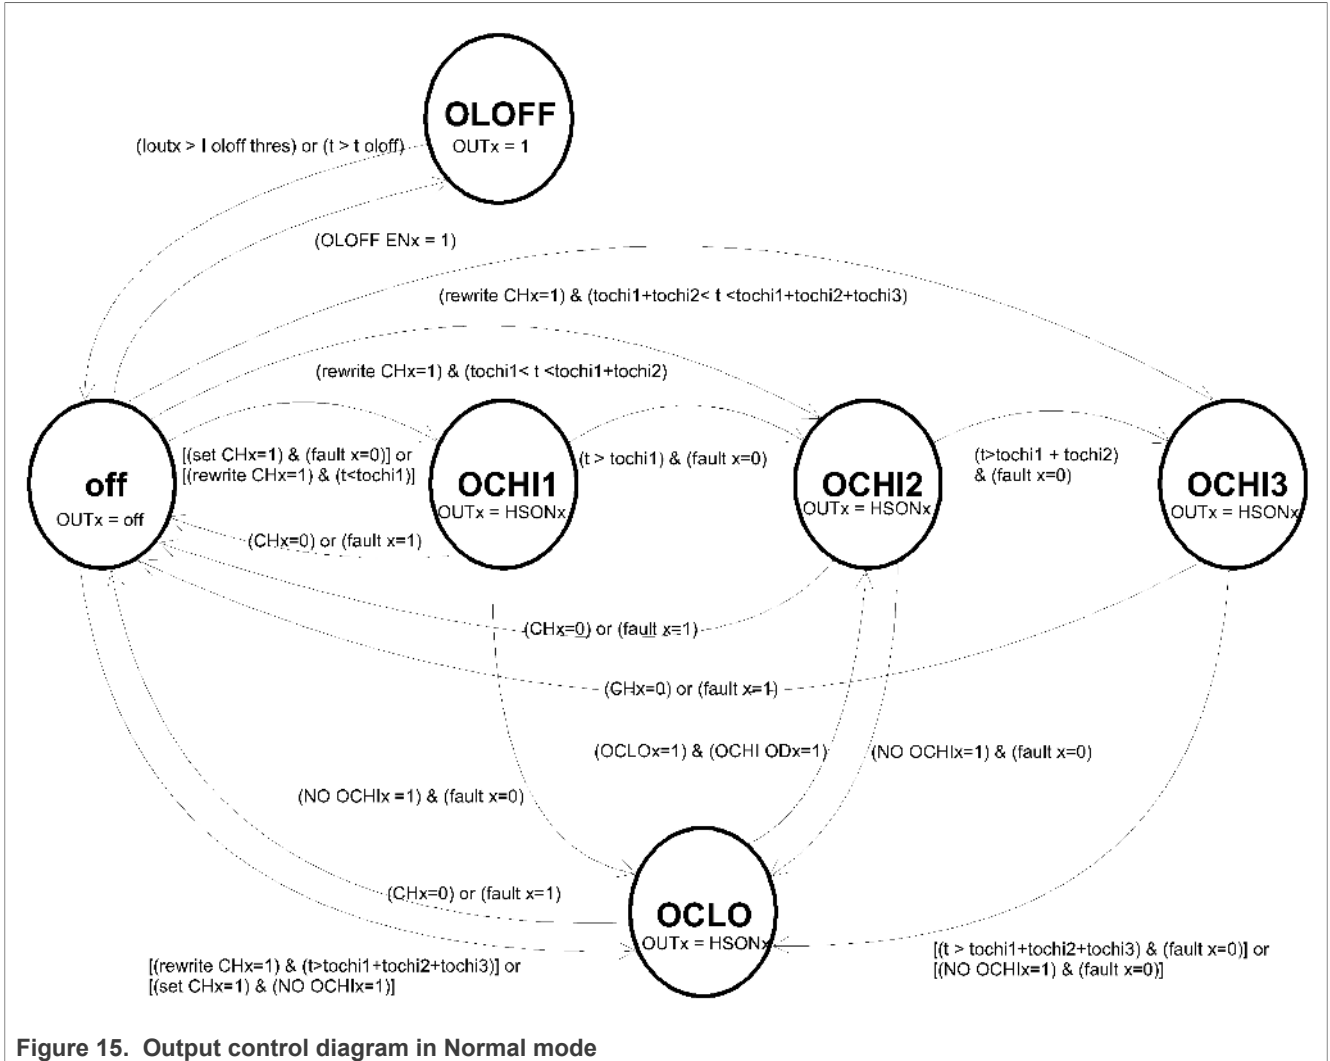 OLOFF
OUTx = 1
(Ioutx > I oloff thres) or (t > t oloff)
(OLOFF ENx = 1)
(rewrite CHx=1) & (tochi1+tochi2< t <tochi1+tochi2+tochi3)
(rewrite CHx=1) & (tochi1< t <tochi1+tochi2)
off
OUTx = off
[(set CHx=1) & (fault x=0)] or
[(rewrite CHx=1) & (t<tochi1)]
OCHI1
OUTx = HSONx
(t > tochi1) & (fault x=0)
OCHI2
OUTx = HSONx
(t>tochi1 + tochi2)
& (fault x=0)
OCHI3
OUTx = HSONx
(CHx=0) or (fault x=1)
(CHx=0) or (fault x=1)
(CHx=0) or (fault x=1)
(OCLOx=1) & (OCHI ODx=1)
(NO OCHIx=1) & (fault x=0)
(NO OCHIx =1) & (fault x=0)
(CHx=0) or (fault x=1)
OCLO
OUTx = HSONx
[(rewrite CHx=1) & (t>tochi1+tochi2+tochi3)] or
[(set CHx=1) & (NO OCHIx=1)]
[(t > tochi1+tochi2+tochi3) & (fault x=0)] or
[(NO OCHIx=1) & (fault x=0)]
Figure 15. Output control diagram in Normal mode